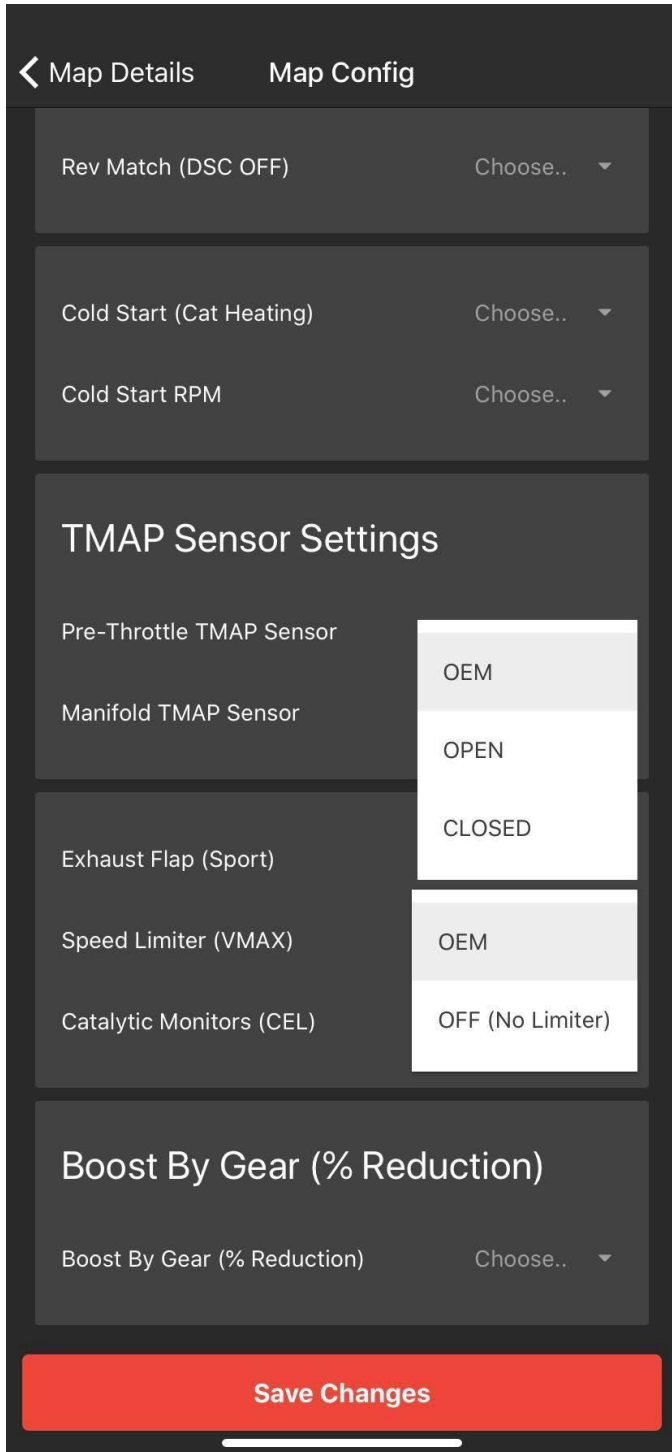 Map Details Map Config
Rev Match (DSC OFF) Choose..
Cold Start (Cat Heating) Choose..
Cold Start RPM Choose..
TMAP Sensor Settings
Pre-Throttle TMAP Sensor
OEM
Manifold TMAP Sensor
OPEN
CLOSED
Exhaust Flap (Sport)
Speed Limiter (VMAX) OEM
Catalytic Monitors (CEL) OFF (No Limiter)
Boost By Gear (% Reduction)
Boost By Gear (% Reduction) Choose..
Save Changes